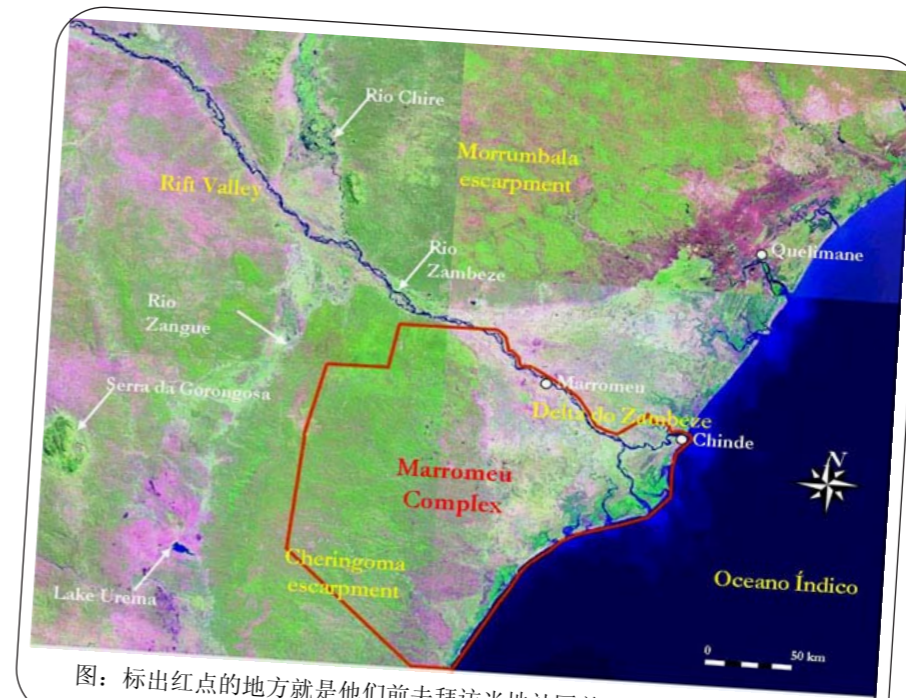 Rio Chire
Morrumbala
escarpment
Rift Valley
Quelimane
Rio
Zambeze
Rio
Zangue
Serra da Gorongosa
Marromeu
Delta do Zambeze
Chinde
N
Marromeu
Complex
Cheringoma
escarpment
Lake Urema
Oceano Índico
0 50 km
图：标出红点的地方就是他们前去拜访当地社区